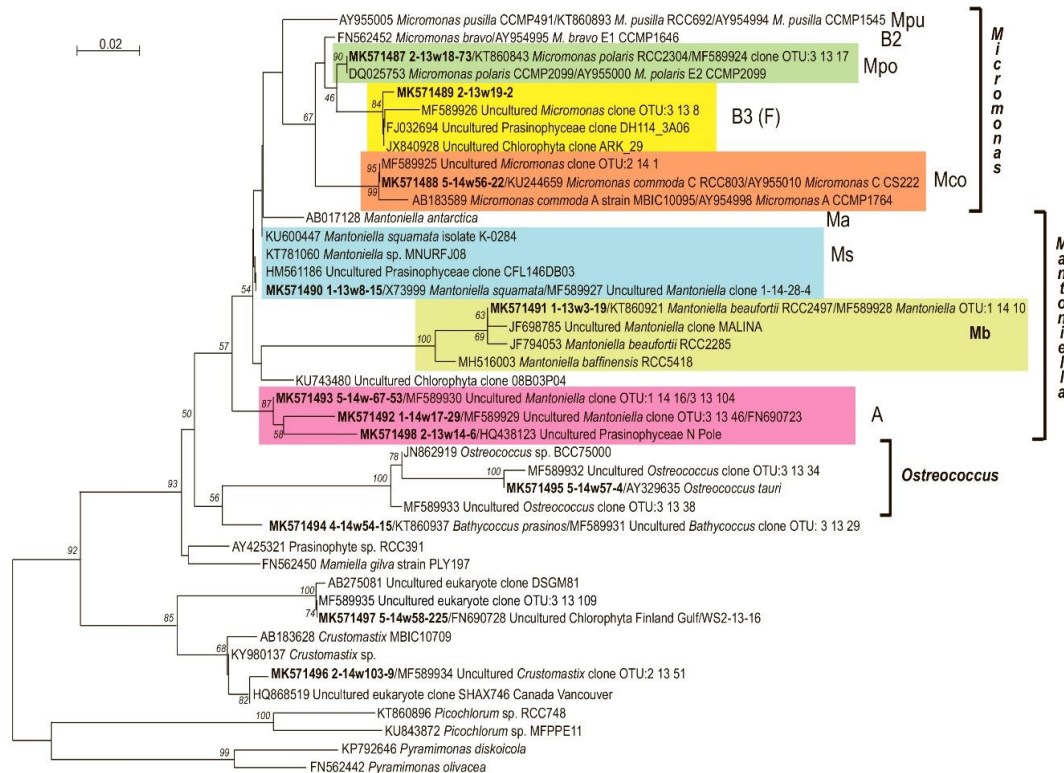 0.02
AY955005 Micromonas pusilla CCMP491/KT860893 M. pusilla RCC692/AY954994 M. pusilla CCMP1545
Mpu
FN562452 Micromonas bravo/AY954995 M. bravo E1 CCMP1646
B2
90
MK571487 2-13w18-73/KT860843 Micromonas polaris RCC2304/MF589924 clone OTU:3 13 17
Mpo
DQ025753 Micromonas polaris CCMP2099/AY955000 M. polaris E2 CCMP2099
46
MK571489 2-13w19-2
84
MF589926 Uncultured Micromonas clone OTU:3 13 8
B3 (F)
67
FJ032694 Uncultured Prasinophyceae clone DH114_3A06
JX840928 Uncultured Chlorophyta clone ARK_29
MF589925 Uncultured Micromonas clone OTU:2 14 1
95
MK571488 5-14w56-22/KU244659 Micromonas commoda C RCC803/AY955010 Micromonas C CS222
Mco
99
AB183589 Micromonas commoda A strain MBIC10095/AY954998 Micromonas A CCMP1764
Micromonas
AB017128 Mantoniella antarctica
Ma
KU600447 Mantoniella squamata isolate K-0284
KT781060 Mantoniella sp. MNURFJ08
Ms
HM561186 Uncultured Prasinophyceae clone CFL146DB03
54
MK571490 1-13w8-15/X73999 Mantoniella squamata/MF589927 Uncultured Mantoniella clone 1-14-28-4
MK571491 1-13w3-19/KT860921 Mantoniella beaufortii RCC2497/MF589928 Mantoniella OTU:1 14 10
63
JF698785 Uncultured Mantoniella clone MALINA
Mb
69
JF794053 Mantoniella beaufortii RCC2285
100
MH516003 Mantoniella baffinensis RCC5418
57
KU743480 Uncultured Chlorophyta clone 08B03P04
MK571493 5-14w-67-53/MF589930 Uncultured Mantoniella clone OTU:1 14 16/3 13 104
87
MK571492 1-14w17-29/MF589929 Uncultured Mantoniella clone OTU:3 13 46/FN690723
A
58
MK571498 2-13w14-6/HQ438123 Uncultured Prasinophyceae N Pole
Mantoniella
50
JN862919 Ostreococcus sp. BCC75000
78
MF589932 Uncultured Ostreococcus clone OTU:3 13 34
100
MK571495 5-14w57-4/AY329635 Ostreococcus tauri
Ostreococcus
93
100
MF589933 Uncultured Ostreococcus clone OTU:3 13 38
56
MK571494 4-14w54-15/KT860937 Bathycoccus prasinos/MF589931 Uncultured Bathycoccus clone OTU: 3 13 29
AY425321 Prasinophyte sp. RCC391
92
FN562450 Mamiella gilva strain PLY197
AB275081 Uncultured eukaryote clone DSGM81
100
MF589935 Uncultured eukaryote clone OTU:3 13 109
74
MK571497 5-14w58-225/FN690728 Uncultured Chlorophyta Finland Gulf/WS2-13-16
85
AB183628 Crustomastix MBIC10709
68
KY980137 Crustomastix sp.
MK571496 2-14w103-9/MF589934 Uncultured Crustomastix clone OTU:2 13 51
82
HQ868519 Uncultured eukaryote clone SHAX746 Canada Vancouver
KT860896 Picochlorum sp. RCC748
100
KU843872 Picochlorum sp. MFPPE11
KP792646 Pyramimonas diskoicola
99
FN562442 Pyramimonas olivacea